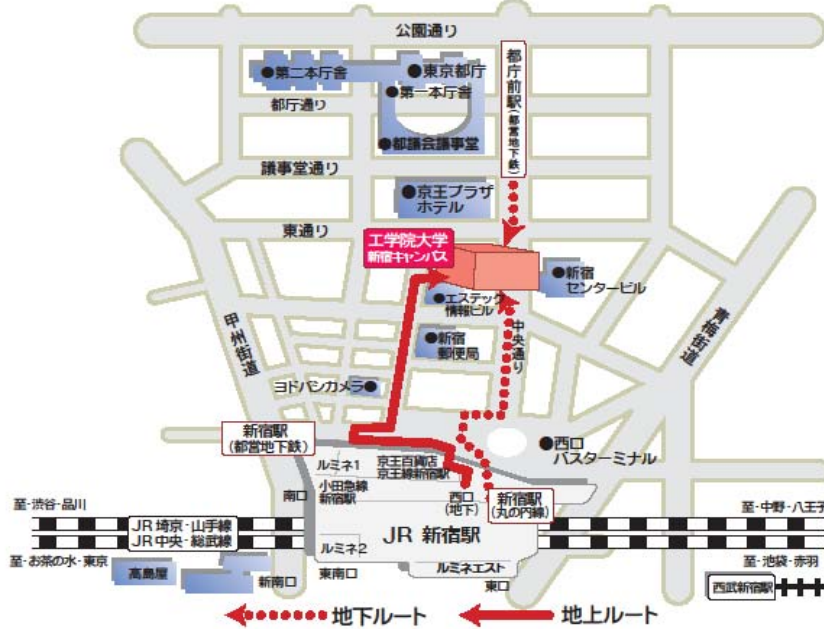 公園通り
●第二本庁舎
●東京都庁
●第一本庁舎
都庁前駅(都営地下鉄)
都庁通り
●都議会議事堂
議事堂通り
●京王プラザ
ホテル
東通り
工学院大学
新宿キャンパス
●新宿
センタービル
●エステック
情報ビル
中央通り
青梅街道
甲州街道
●新宿
郵便局
ヨドバシカメラ●
新宿駅
(都営地下鉄)
●西口
バスターミナル
ルミネ1
京王百貨店
京王線新宿駅
小田急線
新宿駅
南口
西口
(地下)
新宿駅
(丸の内線)
至・渋谷・品川
至・中野・八王子
JR 埼京・山手線
JR 中央・総武線
JR 新宿駅
至・お茶の水・東京
ルミネ2
ルミネエスト
至・池袋・赤羽
高島屋
新南口
東南口
東口
西武新宿駅
地下ルート
地上ルート